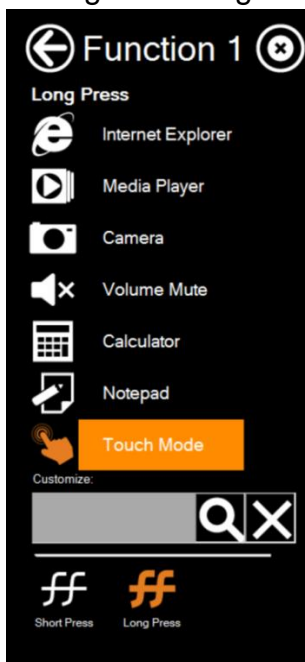 Function 1
Long Press
Internet Explorer
Media Player
Camera
Volume Mute
Calculator
Notepad
Touch Mode
Customize:
Short Press
Long Press